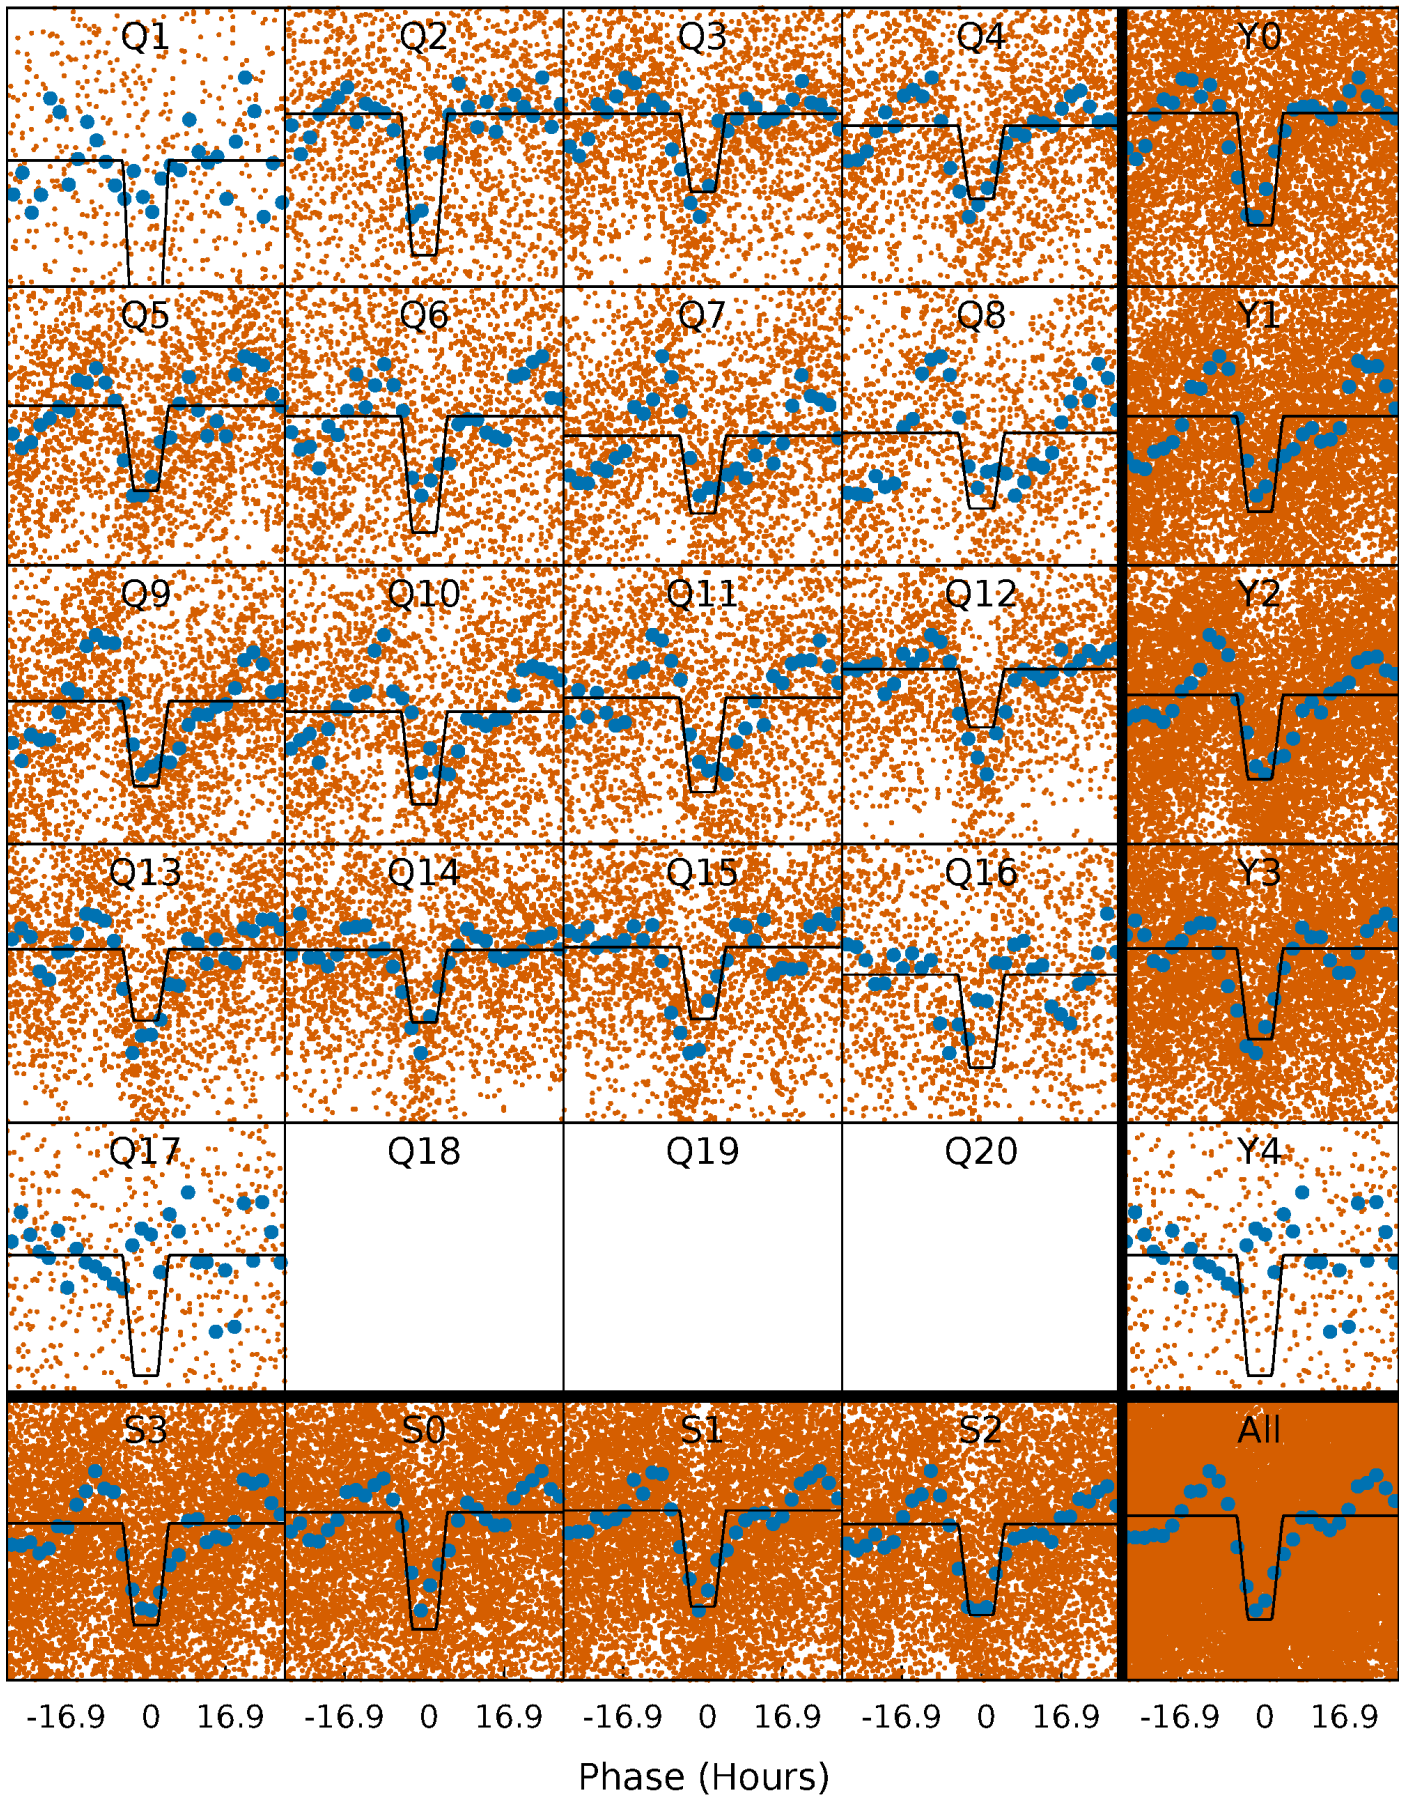 Q1 Q2 Q3 Q4 Y0
Q5 Q6 Q7 Q8 Y1
Q9 Q10 Q11 Q12 Y2
Q13 Q14 Q15 Q16 Y3
Q17 Q18 Q19 Q20 Y4
S3 S0 S1 S2 All
-16.9 0 16.9 -16.9 0 16.9 -16.9 0 16.9 -16.9 0 16.9 -16.9 0 16.9
Phase (Hours)